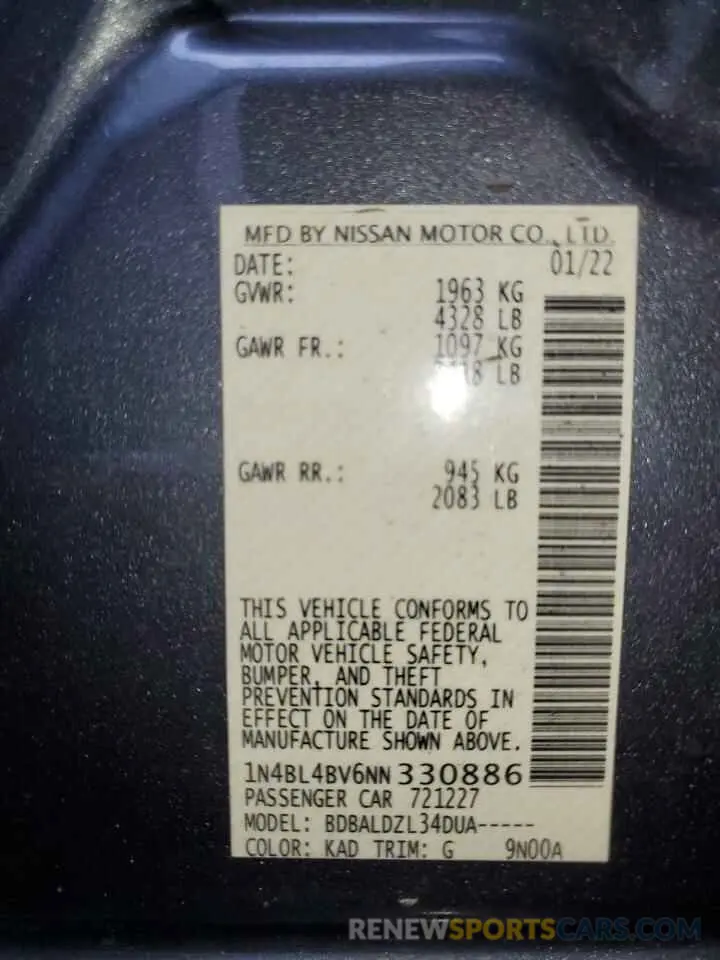 MFD BY NISSAN MOTOR CO., LTD.
DATE: 01/22
GVWR: 1963 KG
4328 LB
GAWR FR.: 1097 KG
LB
GAWR RR.: 945 KG
2083 LB
THIS VEHICLE CONFORMS TO
ALL APPLICABLE FEDERAL
MOTOR VEHICLE SAFETY,
BUMPER, AND THEFT
PREVENTION STANDARDS IN
EFFECT ON THE DATE OF
MANUFACTURE SHOWN ABOVE.
1N4BL4BV6NN330886
PASSENGER CAR 721227
MODEL: BDBALDZL34DUA-----
COLOR: KAD TRIM: G 9N00A
RENEWSPORTSCARS.COM